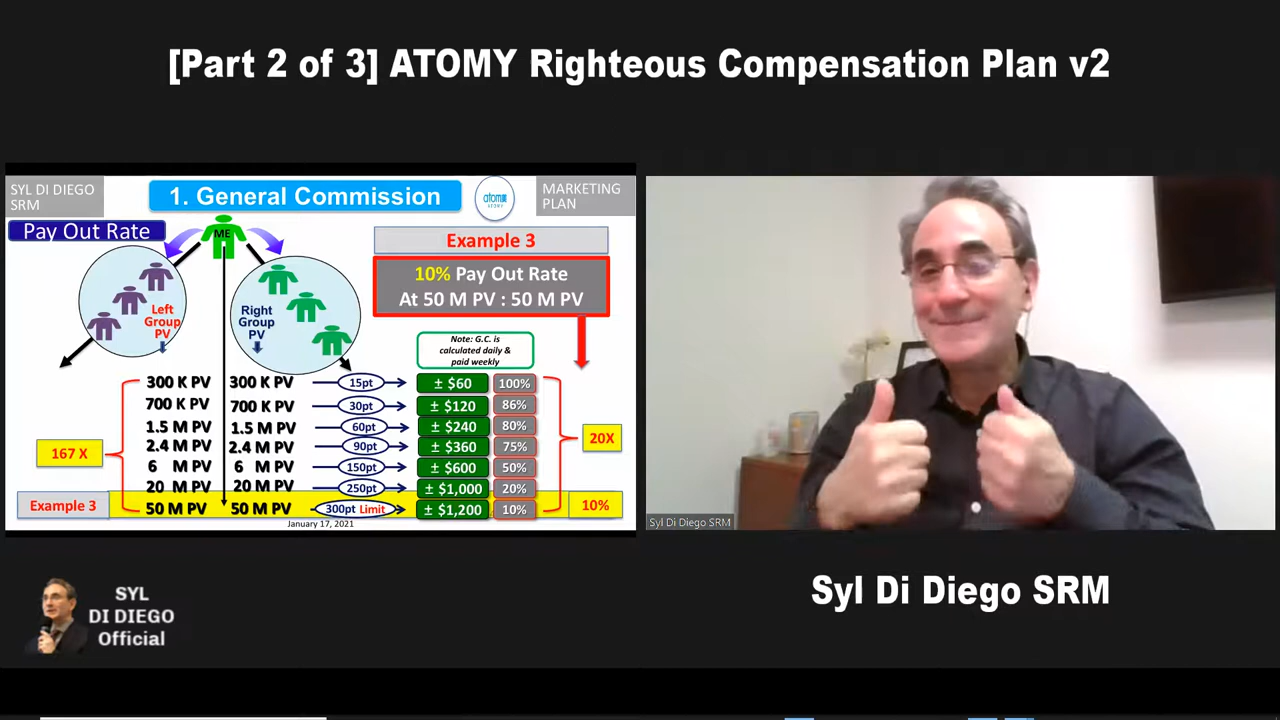 [Part 2 of 3] ATOMY Righteous Compensation Plan v2
SYL DI DIEGO
SRM
1. General Commission
atomy
ATOMY
MARKETING
PLAN
Pay Out Rate
ME
Example 3
10% Pay Out Rate
At 50 M PV : 50 M PV
Left
Group
PV
Right
Group
PV
Note: G.C. is
calculated daily &
paid weekly
300 K PV 300 K PV 15pt ± $60 100%
700 K PV 700 K PV 30pt ± $120 86%
1.5 M PV 1.5 M PV 60pt ± $240 80%
2.4 M PV 2.4 M PV 90pt ± $360 75%
6 M PV 6 M PV 150pt ± $600 50%
20 M PV 20 M PV 250pt ± $1,000 20%
50 M PV 50 M PV 300pt Limit ± $1,200 10%
167 X
20X
Example 3
10%
January 17, 2021
Syl Di Diego SRM
SYL
DI DIEGO
Official
Syl Di Diego SRM